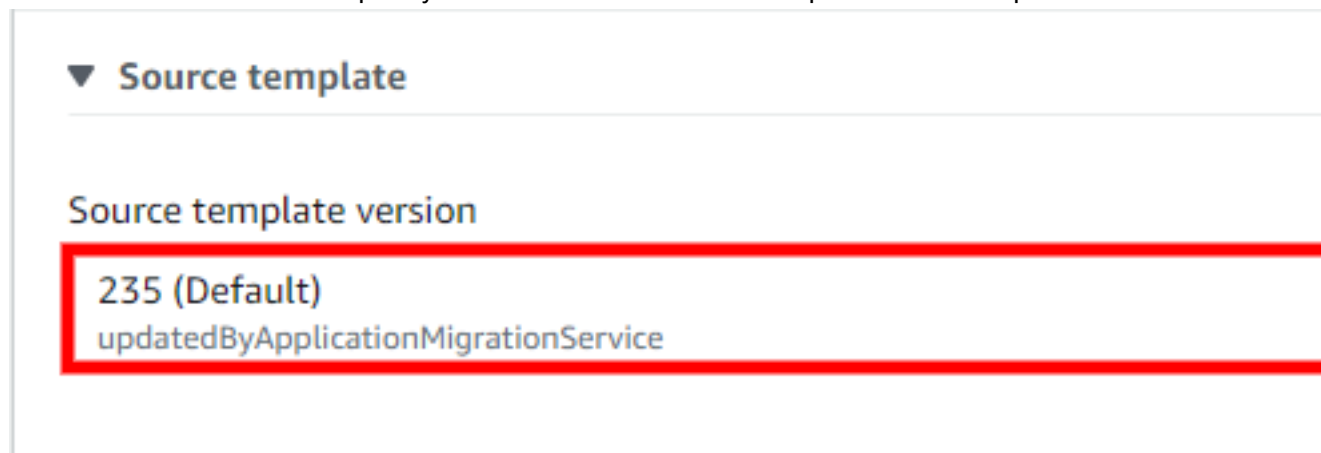 Source template
Source template version
235 (Default)
updatedByApplicationMigrationService